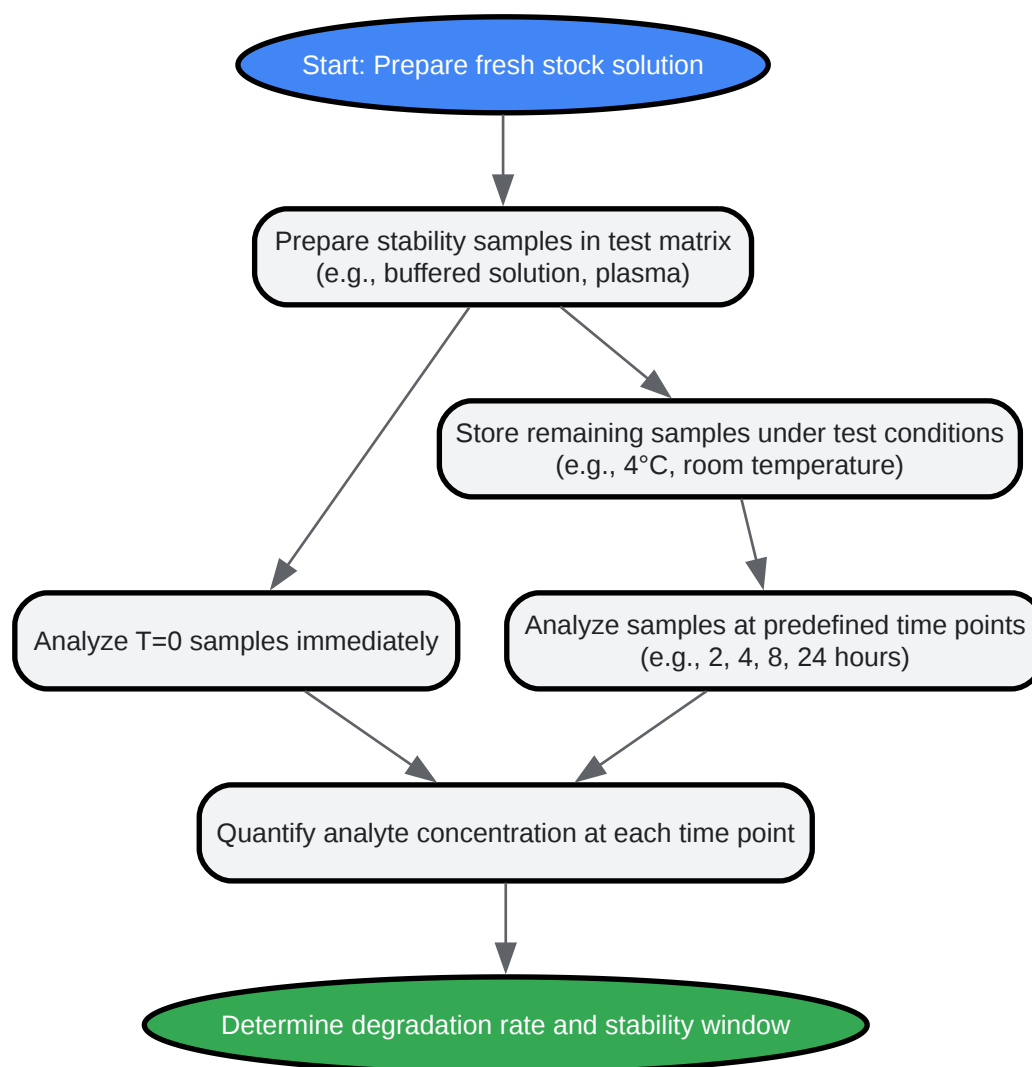 Start: Prepare fresh stock solution
Prepare stability samples in test matrix
(e.g., buffered solution, plasma)
Store remaining samples under test conditions
(e.g., 4°C, room temperature)
Analyze T=0 samples immediately
Analyze samples at predefined time points
(e.g., 2, 4, 8, 24 hours)
Quantify analyte concentration at each time point
Determine degradation rate and stability window